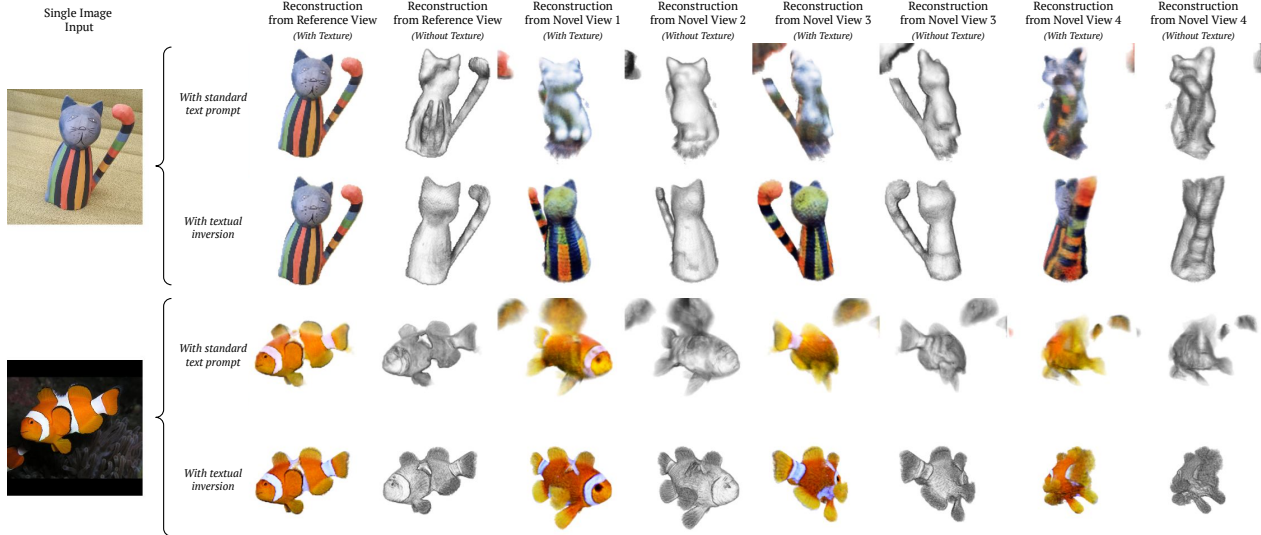 Single Image
Input
Reconstruction
from Reference View
(With Texture)
Reconstruction
from Reference View
(Without Texture)
Reconstruction
from Novel View 1
(With Texture)
Reconstruction
from Novel View 2
(Without Texture)
Reconstruction
from Novel View 3
(With Texture)
Reconstruction
from Novel View 3
(Without Texture)
Reconstruction
from Novel View 4
(With Texture)
Reconstruction
from Novel View 4
(Without Texture)
With standard
text prompt
With textual
inversion
With standard
text prompt
With textual
inversion